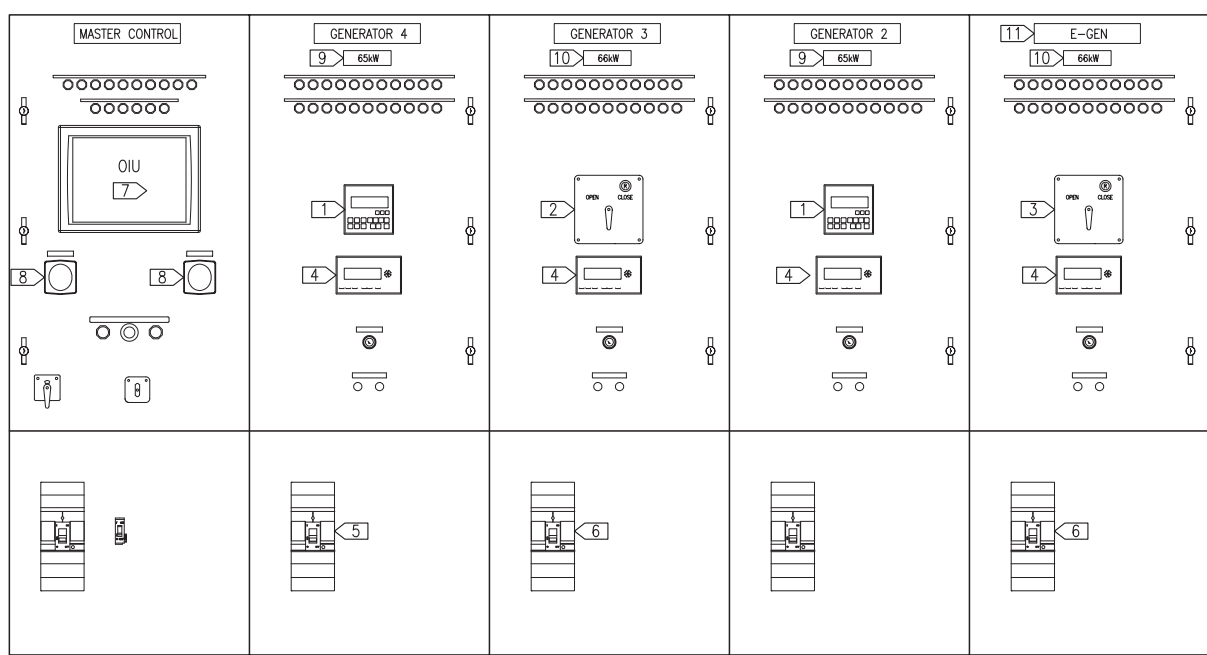 MASTER CONTROL
GENERATOR 4
GENERATOR 3
GENERATOR 2
11 E-GEN
9 65kW
10 66kW
9 65kW
10 66kW
OIU
7
1
2 OPEN CLOSE
1
3 OPEN CLOSE
8
8
4
4
4
4
5
6
6